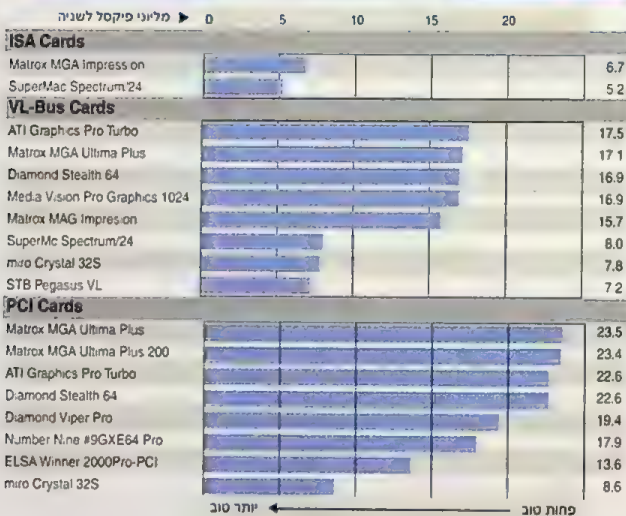 מליוני פיקסל לשניה ◄ 0 5 10 15 20
ISA Cards
Matrox MGA Impression 6.7
SuperMac Spectrum/24 5.2
VL-Bus Cards
ATI Graphics Pro Turbo 17.5
Matrox MGA Ultima Plus 17.1
Diamond Stealth 64 16.9
Media Vision Pro Graphics 1024 16.9
Matrox MAG Impresion 15.7
SuperMc Spectrum/24 8.0
miro Crystal 32S 7.8
STB Pegasus VL 7.2
PCI Cards
Matrox MGA Ultima Plus 23.5
Matrox MGA Ultima Plus 200 23.4
ATI Graphics Pro Turbo 22.6
Diamond Stealth 64 22.6
Diamond Viper Pro 19.4
Number Nine #9GXE64 Pro 17.9
ELSA Winner 2000Pro-PCI 13.6
miro Crystal 32S 8.6
פחות טוב ◄ יותר טוב